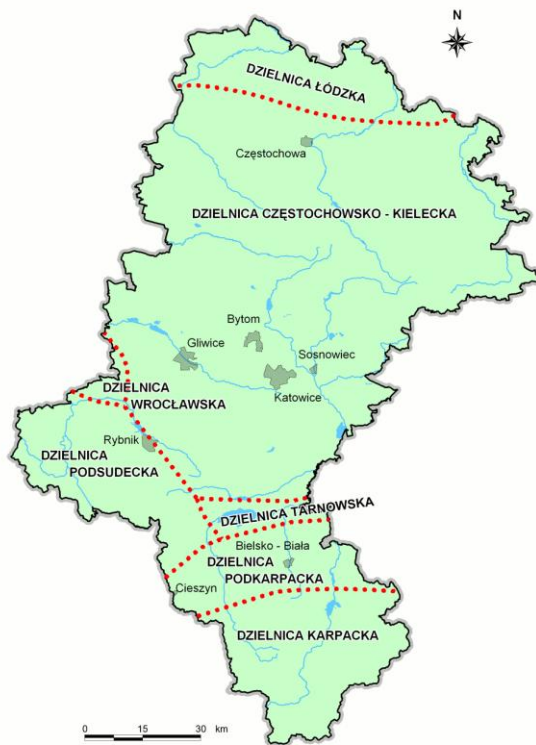 N
DZIELNICA ŁÓDZKA
Częstochowa
DZIELNICA CZĘSTOCHOWSKO - KIELECKA
Bytom
Gliwice
Sosnowiec
Katowice
DZIELNICA
WROCŁAWSKA
Rybnik
DZIELNICA
PODSUDECKA
DZIELNICA TARNOWSKA
Bielsko - Biała
DZIELNICA
PODKARPACKA
Cieszyn
DZIELNICA KARPACKA
0 15 30 km